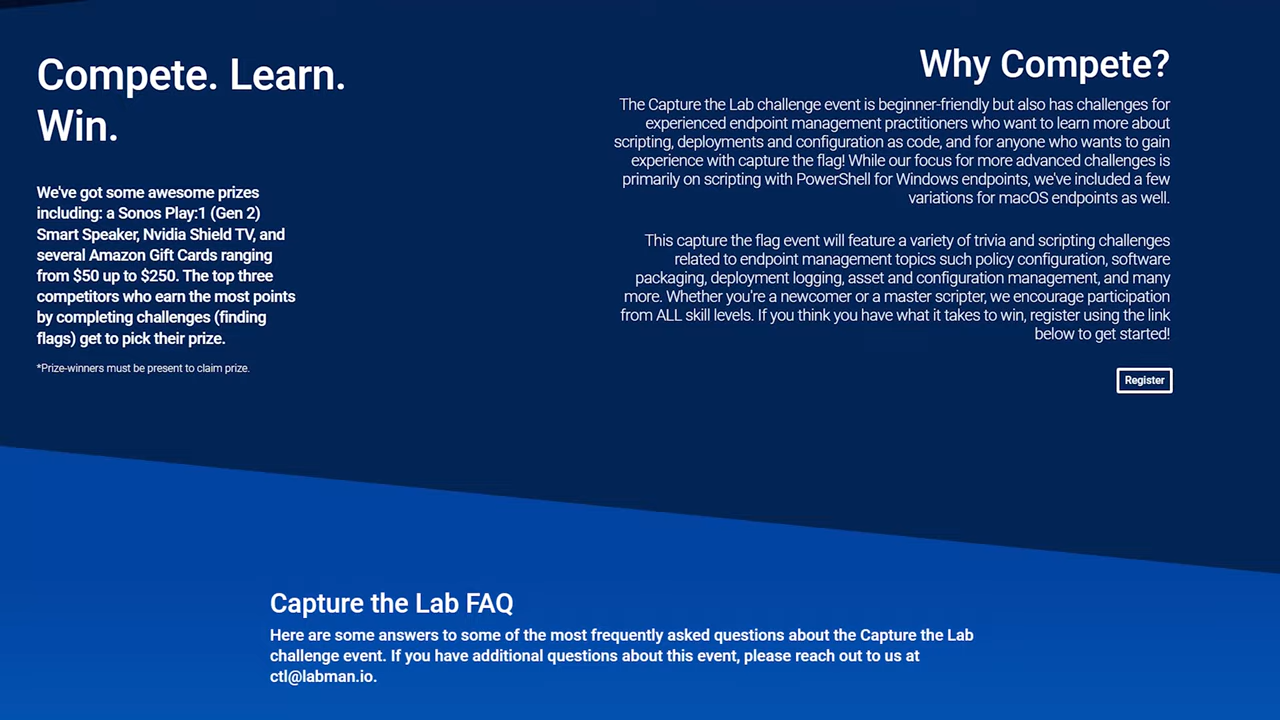 Compete. Learn.
Win.
We've got some awesome prizes
including: a Sonos Play:1 (Gen 2)
Smart Speaker, Nvidia Shield TV, and
several Amazon Gift Cards ranging
from $50 up to $250. The top three
competitors who earn the most points
by completing challenges (finding
flags) get to pick their prize.
*Prize-winners must be present to claim prize.
Why Compete?
The Capture the Lab challenge event is beginner-friendly but also has challenges for
experienced endpoint management practitioners who want to learn more about
scripting, deployments and configuration as code, and for anyone who wants to gain
experience with capture the flag! While our focus for more advanced challenges is
primarily on scripting with PowerShell for Windows endpoints, we've included a few
variations for macOS endpoints as well.
This capture the flag event will feature a variety of trivia and scripting challenges
related to endpoint management topics such policy configuration, software
packaging, deployment logging, asset and configuration management, and many
more. Whether you're a newcomer or a master scripter, we encourage participation
from ALL skill levels. If you think you have what it takes to win, register using the link
below to get started!
Register
Capture the Lab FAQ
Here are some answers to some of the most frequently asked questions about the Capture the Lab
challenge event. If you have additional questions about this event, please reach out to us at
ctl@labman.io.